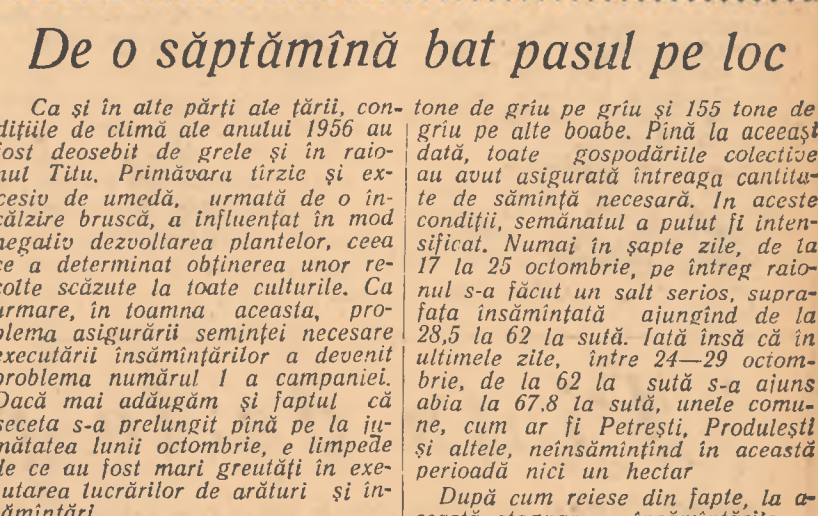 De o săptămînă bat pasul pe loc
Ca și în alte părți ale țării, con-
dițiile de climă ale anului 1956 au
fost deosebit de grele și în raio-
nul Titu. Primăvara tîrzie și ex-
cesiv de umedă, urmată de o în-
călzire bruscă, a influențat în mod
negativ dezvoltarea plantelor, ceea
ce a determinat obținerea unor re-
colte scăzute la toate culturile. Ca
urmare, în toamna aceasta, pro-
blema asigurării seminței necesare
executării însămînțărilor a devenit
problema numărul 1 a campaniei.
Dacă mai adăugăm și faptul că
seceta s-a prelungit pînă pe la ju-
mătatea lunii octombrie, e limpede
de ce au fost mari greutăți în exe-
cutarea lucrărilor de arături și în-
sămînțări
tone de grîu pe grîu și 155 tone de
grîu pe alte boabe. Pînă la aceeași
dată, toate gospodăriile colective
au avut asigurată întreaga cantita-
te de sămînță necesară. In aceste
condiții, semănatul a putut fi inten-
sificat. Numai în șapte zile, de la
17 la 25 octombrie, pe întreg raio-
nul s-a făcut un salt serios, supra-
fața însămînțată ajungînd de la
28,5 la 62 la sută. Iată însă că în
ultimele zile, între 24—29 octom-
brie, de la 62 la sută s-a ajuns
abia la 67.8 la sută, unele comu-
ne, cum ar fi Petrești, Produlești
și altele, neînsămînțînd în această
perioadă nici un hectar
După cum reiese din fapte, la a-